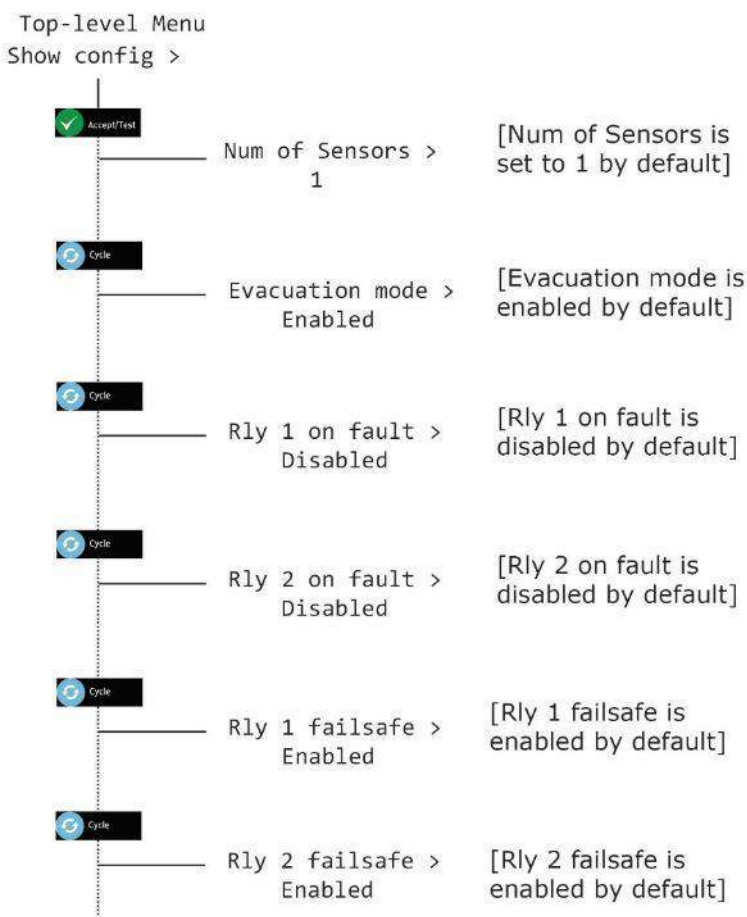 Top-level Menu
Show config >
Accept/Test
Num of Sensors >
1
[Num of Sensors is
set to 1 by default]
Cycle
Evacuation mode >
Enabled
[Evacuation mode is
enabled by default]
Cycle
Rly 1 on fault >
Disabled
[Rly 1 on fault is
disabled by default]
Cycle
Rly 2 on fault >
Disabled
[Rly 2 on fault is
disabled by default]
Cycle
Rly 1 failsafe >
Enabled
[Rly 1 failsafe is
enabled by default]
Cycle
Rly 2 failsafe >
Enabled
[Rly 2 failsafe is
enabled by default]